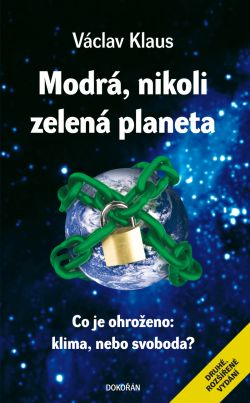 Václav Klaus
Modrá, nikoli
zelená planeta
Co je ohroženo:
klima, nebo svoboda?
DRUHÉ,
ROZŠÍŘENÉ
VYDÁNÍ
DOKOŘÁN